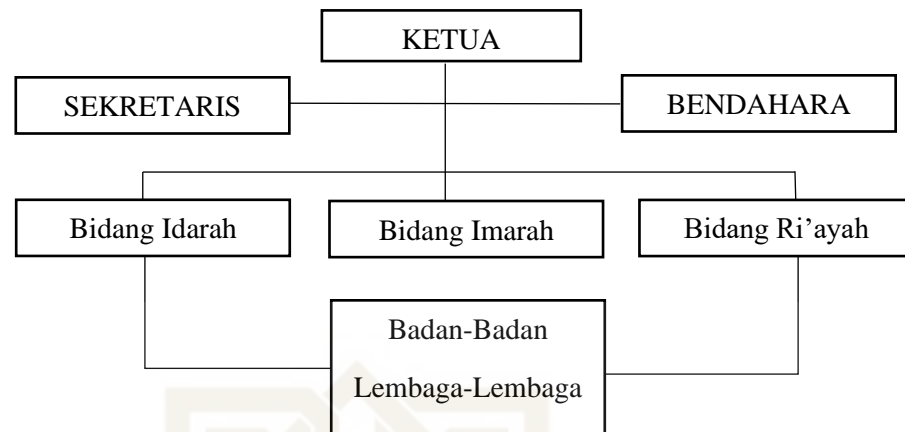 KETUA
SEKRETARIS
BENDAHARA
Bidang Idarah
Bidang Imarah
Bidang Ri’ayah
Badan-Badan
Lembaga-Lembaga